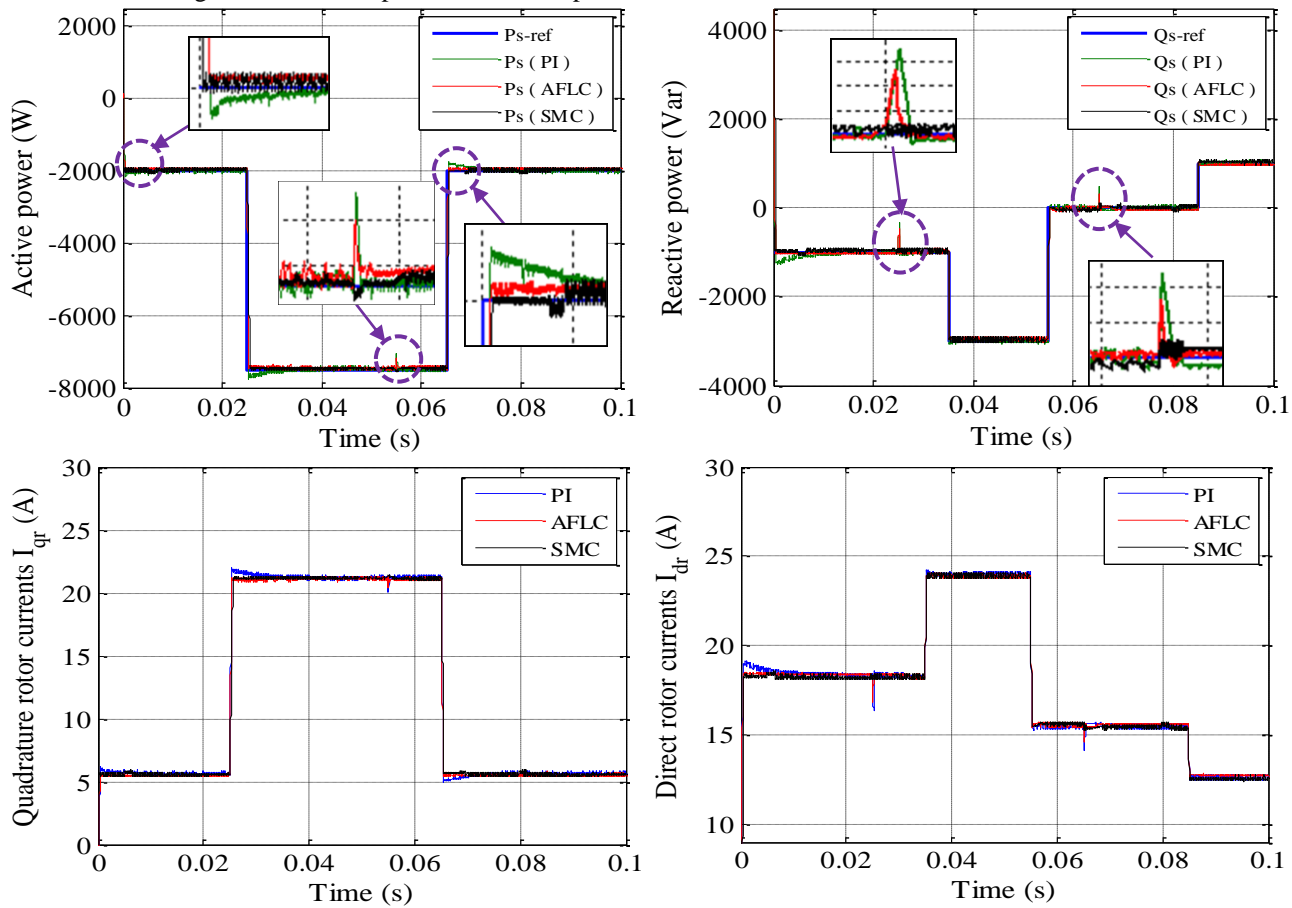 2500
0
-2000
-4000
-6000
-8000
0
0.02
0.04
0.06
0.08
0.1
Time (s)
Active power (W)
Ps-ref
Ps ( PI )
Ps ( AFLC )
Ps ( SMC )
4000
2000
0
-2000
-4000
0
0.02
0.04
0.06
0.08
0.1
Time (s)
Reactive power (Var)
Qs-ref
Qs ( PI )
Qs ( AFLC )
Qs ( SMC )
30
25
20
15
10
5
0
0
0.02
0.04
0.06
0.08
0.1
Time (s)
Quadrature rotor currents I_qr (A)
PI
AFLC
SMC
30
25
20
15
10
0
0.02
0.04
0.06
0.08
0.1
Time (s)
Direct rotor currents I_dr (A)
PI
AFLC
SMC